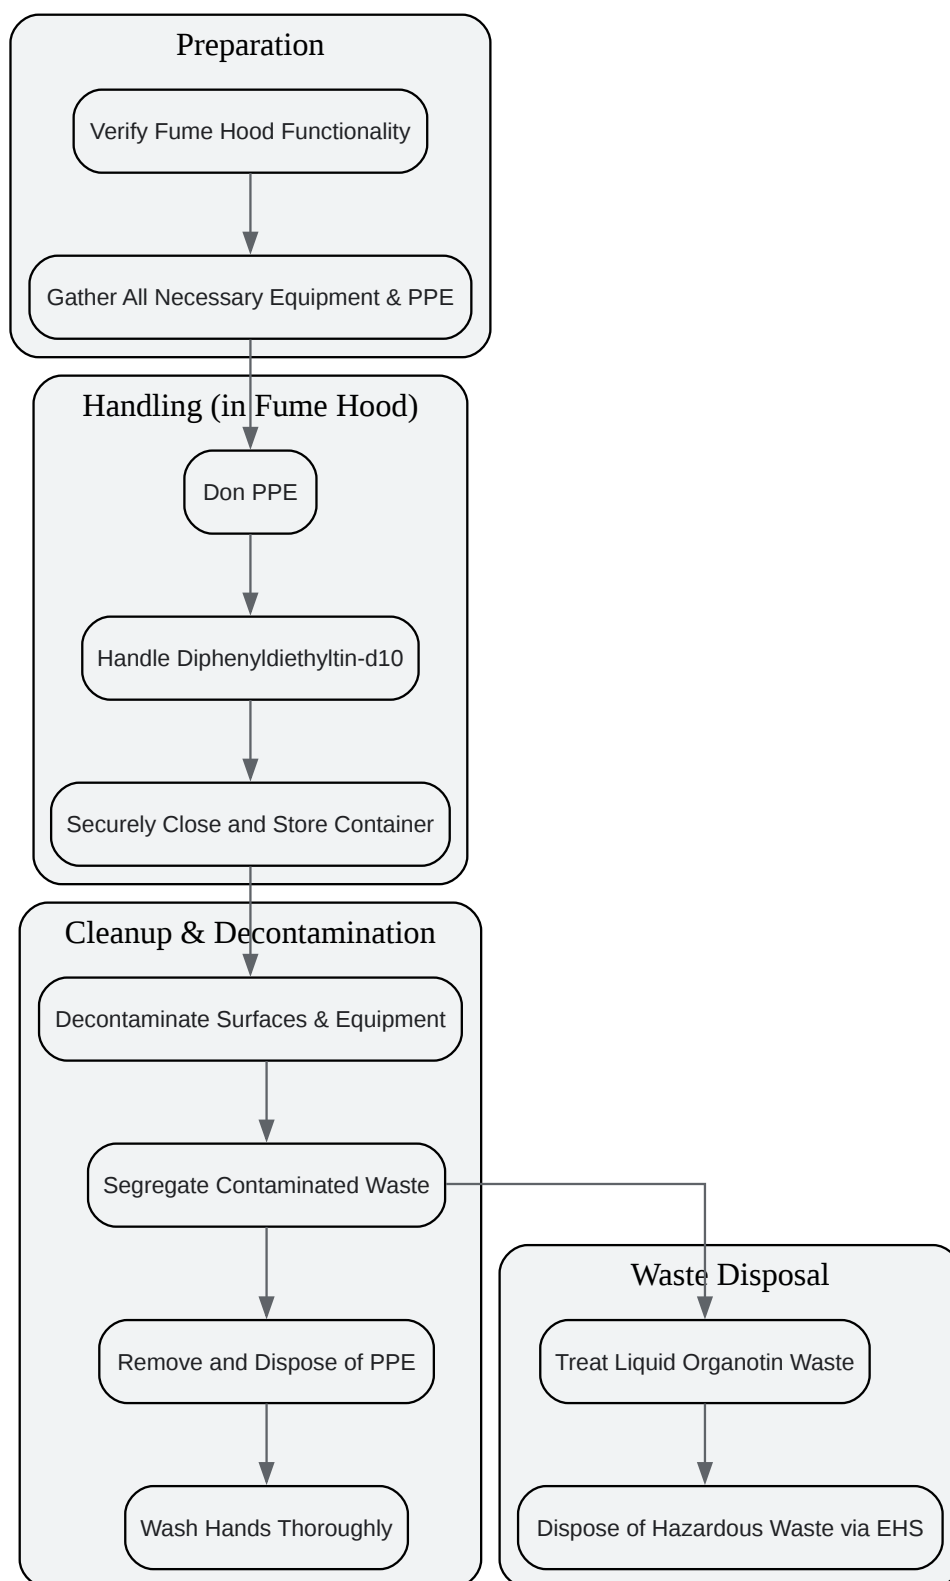 Preparation
Verify Fume Hood Functionality
Gather All Necessary Equipment & PPE
Handling (in Fume Hood)
Don PPE
Handle Diphenyldiethyltin-d10
Securely Close and Store Container
Cleanup & Decontamination
Decontaminate Surfaces & Equipment
Segregate Contaminated Waste
Remove and Dispose of PPE
Wash Hands Thoroughly
Waste Disposal
Treat Liquid Organotin Waste
Dispose of Hazardous Waste via EHS